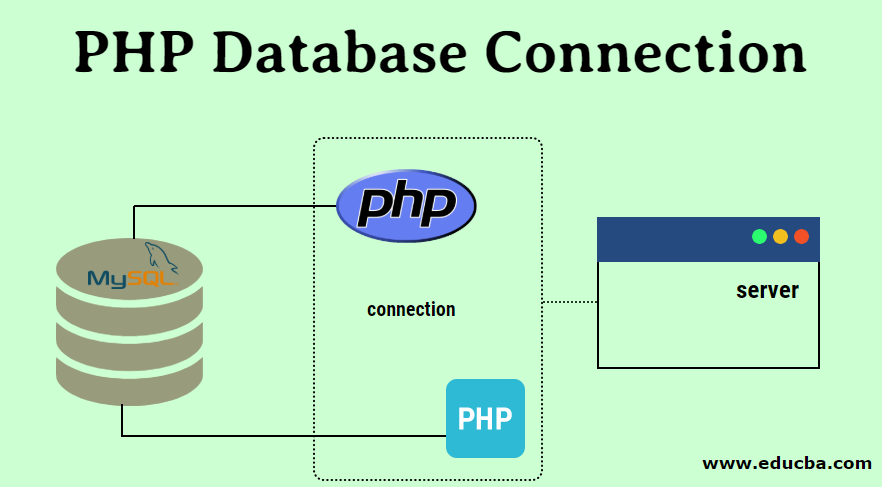 PHP Database Connection
php
MySQL
connection
server
PHP
www.educba.com